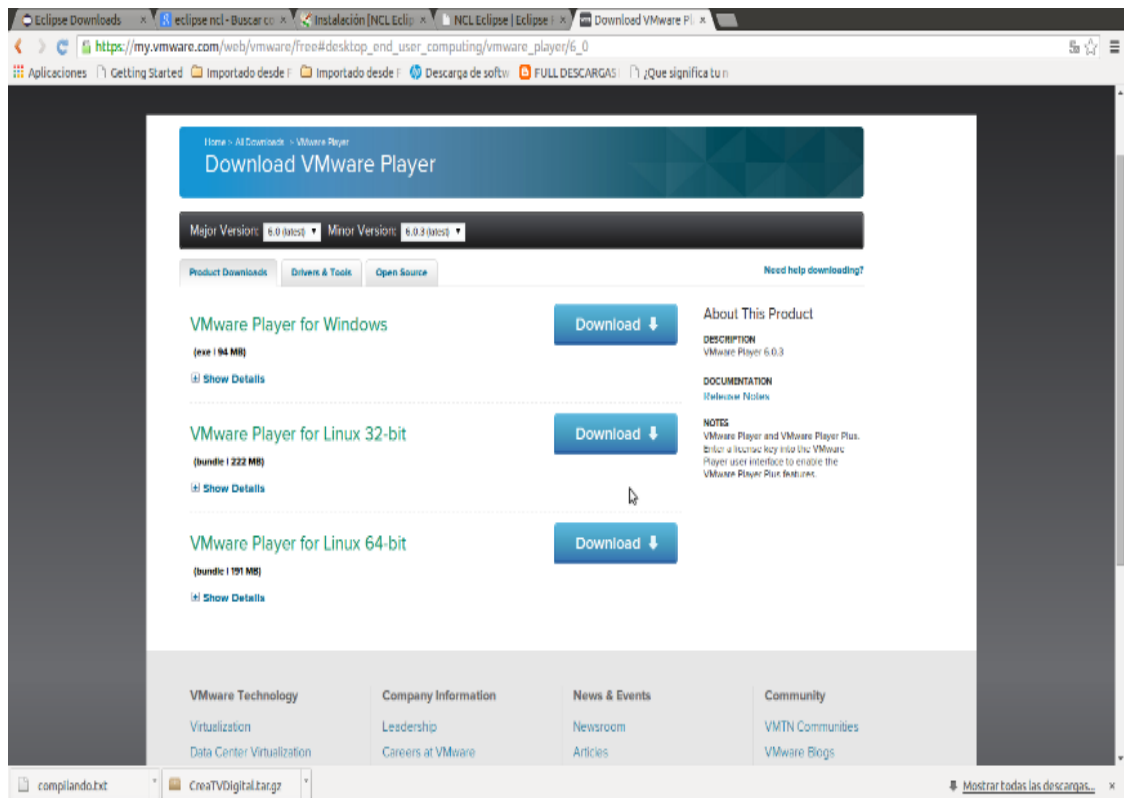 Eclipse Downloads
eclipse ncl - Buscar co
Instalación [NCL Eclip
NCL Eclipse | Eclipse
Download VMware Pl
https://my.vmware.com/web/vmware/free#desktop_end_user_computing/vmware_player/6_0
Aplicaciones
Getting Started
Importado desde F
Importado desde F
Descarga de softw
FULL DESCARGAS
¿Que significa tu n
Home > All Downloads > VMware Player
Download VMware Player
Major Version: 6.0 (latest) Minor Version: 6.0.3 (latest)
Product Downloads
Drivers & Tools
Open Source
Need help downloading?
VMware Player for Windows
(exe | 94 MB)
Show Details
Download
VMware Player for Linux 32-bit
(bundle | 222 MB)
Show Details
Download
VMware Player for Linux 64-bit
(bundle | 191 MB)
Show Details
Download
About This Product
DESCRIPTION
VMware Player 6.0.3
DOCUMENTATION
Release Notes
NOTES
VMware Player and VMware Player Plus.
Enter a license key into the VMware
Player user interface to enable the
VMware Player Plus features.
VMware Technology
Virtualization
Data Center Virtualization
Company Information
Leadership
Careers at VMware
News & Events
Newsroom
Articles
Community
VMTN Communities
VMware Blogs
compilando.txt
CreaTVDigital.tar.gz
Mostrar todas las descargas...